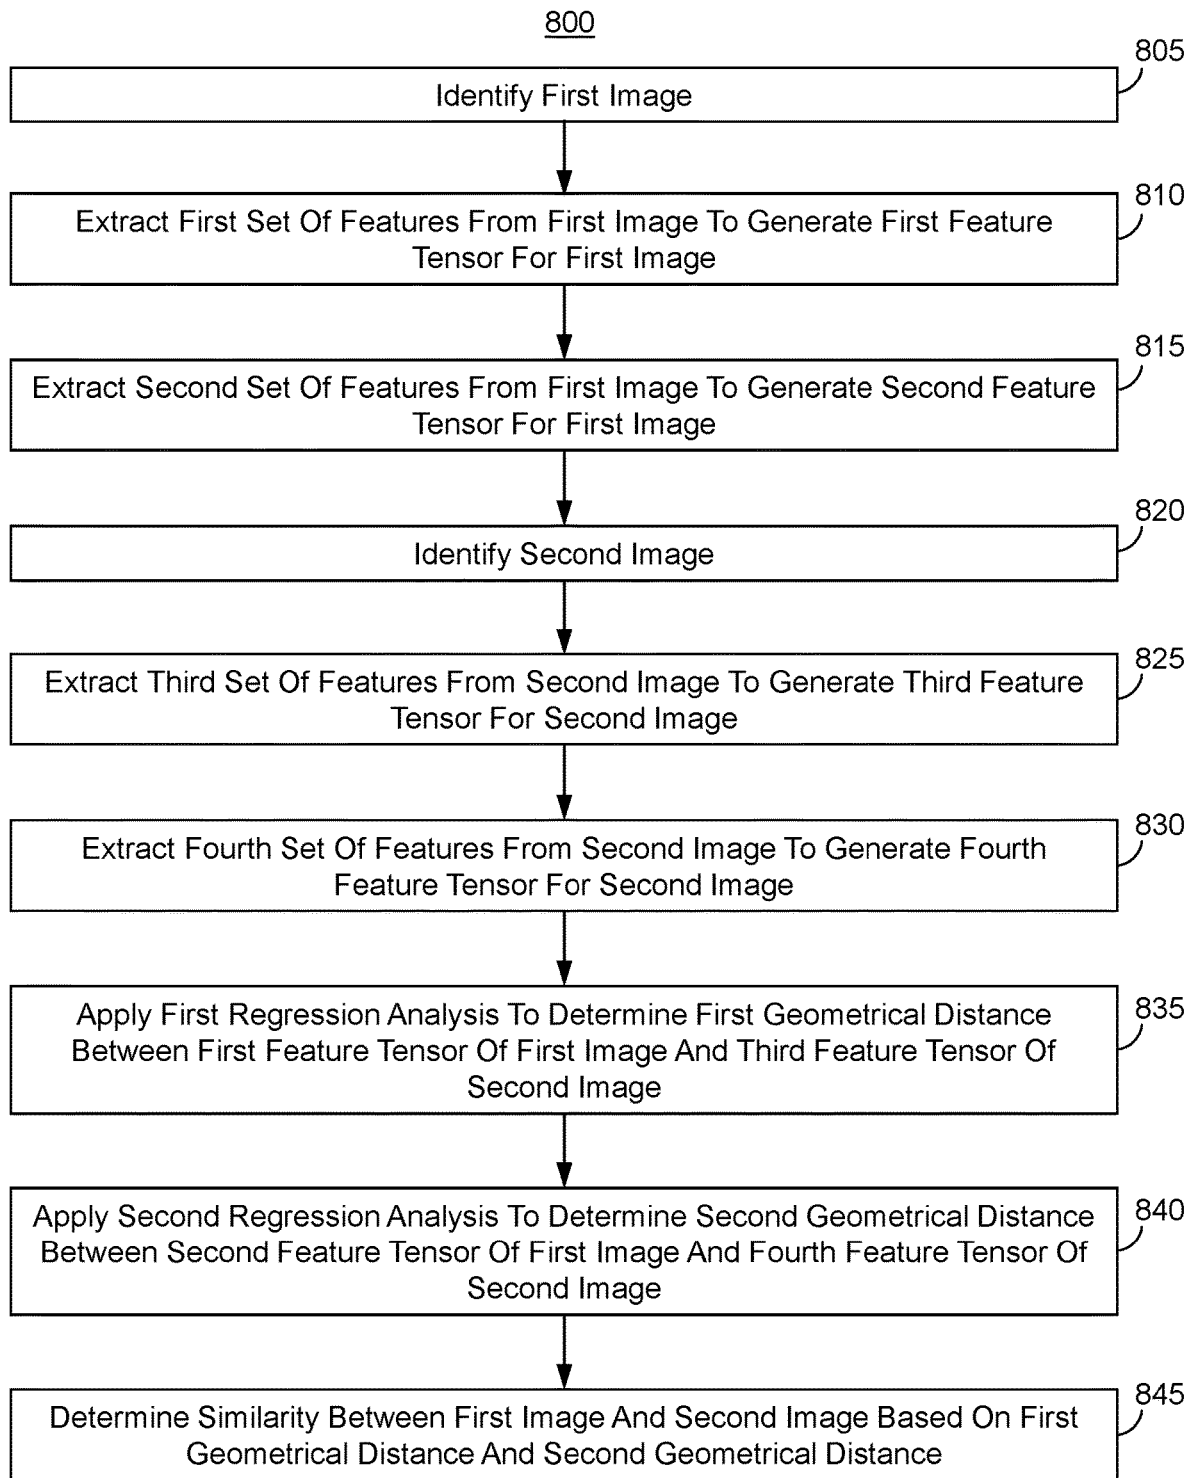 800
805
Identify First Image
810
Extract First Set Of Features From First Image To Generate First Feature
Tensor For First Image
815
Extract Second Set Of Features From First Image To Generate Second Feature
Tensor For First Image
820
Identify Second Image
825
Extract Third Set Of Features From Second Image To Generate Third Feature
Tensor For Second Image
830
Extract Fourth Set Of Features From Second Image To Generate Fourth
Feature Tensor For Second Image
835
Apply First Regression Analysis To Determine First Geometrical Distance
Between First Feature Tensor Of First Image And Third Feature Tensor Of
Second Image
840
Apply Second Regression Analysis To Determine Second Geometrical Distance
Between Second Feature Tensor Of First Image And Fourth Feature Tensor Of
Second Image
845
Determine Similarity Between First Image And Second Image Based On First
Geometrical Distance And Second Geometrical Distance